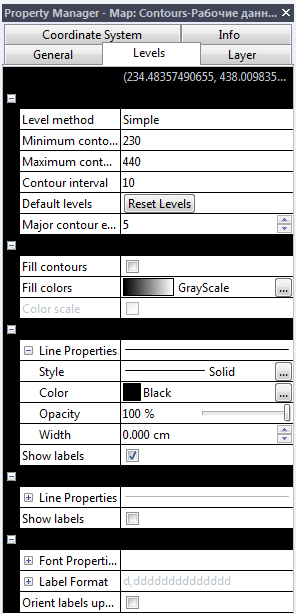 Property Manager - Map: Contours-Рабочие данн...
Coordinate System Info
General Levels Layer
(234.48357490655, 438.009835...
Level method Simple
Minimum conto... 230
Maximum cont... 440
Contour interval 10
Default levels Reset Levels
Major contour e... 5
Fill contours
Fill colors GrayScale ...
Color scale
Line Properties
Style Solid ...
Color Black ...
Opacity 100 %
Width 0.000 cm
Show labels
Line Properties
Show labels
Font Properti...
Label Format d,dddddddddddddd
Orient labels up...